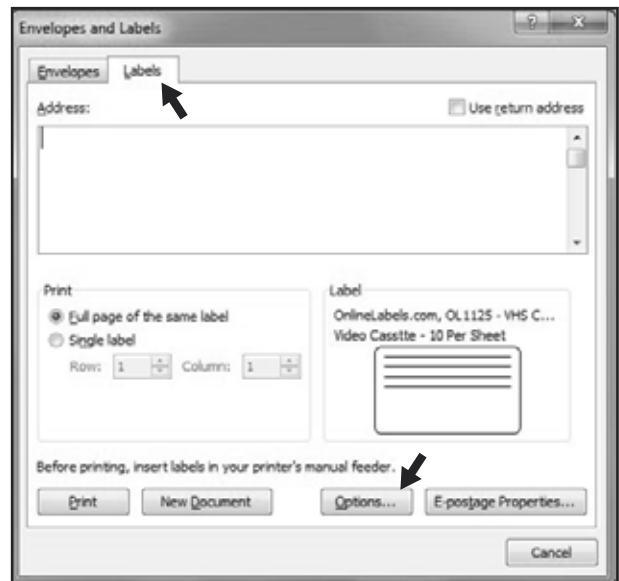 Envelopes and Labels
Envelopes Labels
Address: Use return address
Print
Full page of the same label
Single label
Row: 1 Column: 1
Label
OnlineLabels.com, OL1125 - VHS C...
Video Casstte - 10 Per Sheet
Before printing, insert labels in your printer's manual feeder.
Print New Document Options... E-postage Properties...
Cancel